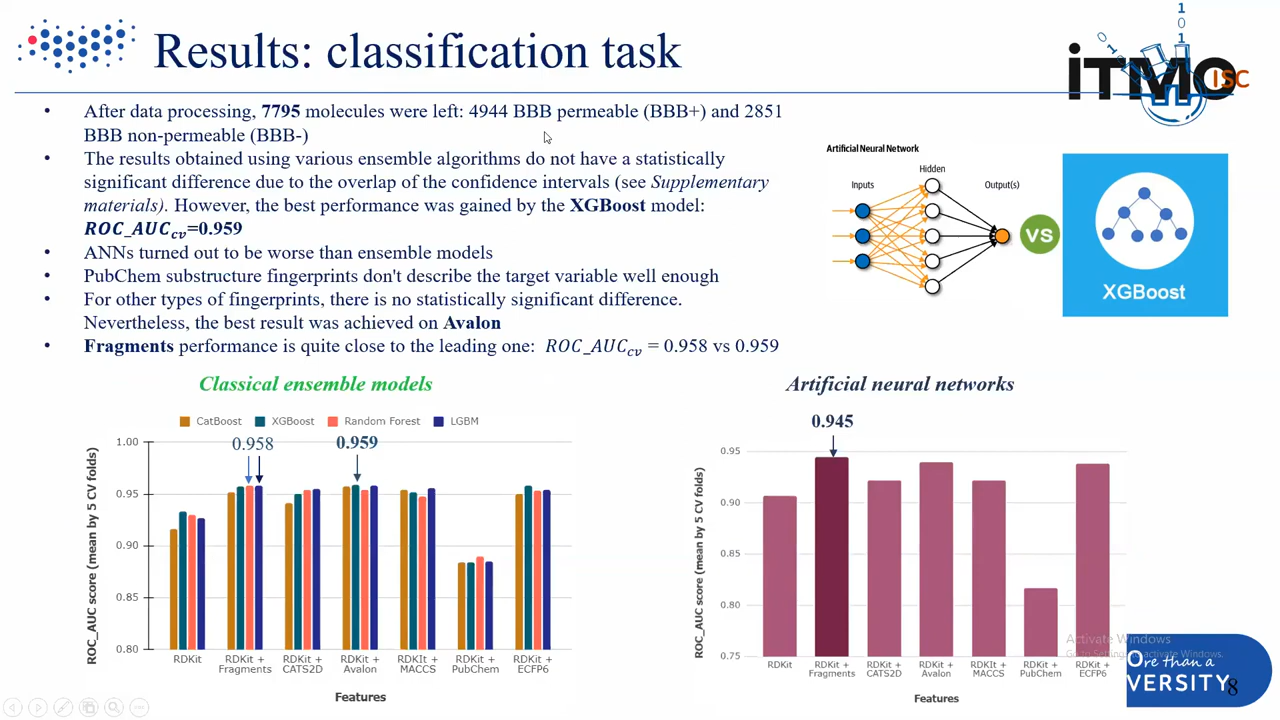 Results: classification task
1
0
1
0
1
iTMO
ISC
• After data processing, 7795 molecules were left: 4944 BBB permeable (BBB+) and 2851
BBB non-permeable (BBB-)
• The results obtained using various ensemble algorithms do not have a statistically
significant difference due to the overlap of the confidence intervals (see Supplementary
materials). However, the best performance was gained by the XGBoost model:
ROC_AUC_cv=0.959
• ANNs turned out to be worse than ensemble models
• PubChem substructure fingerprints don't describe the target variable well enough
• For other types of fingerprints, there is no statistically significant difference.
Nevertheless, the best result was achieved on Avalon
• Fragments performance is quite close to the leading one: ROC_AUC_cv = 0.958 vs 0.959
Artificial Neural Network
Hidden
Inputs
Output(s)
VS
XGBoost
Classical ensemble models
CatBoost XGBoost Random Forest LGBM
0.958
0.959
1.00
0.95
0.90
0.85
0.80
ROC_AUC score (mean by 5 CV folds)
RDKit
RDKit + Fragments
RDKit + CATS2D
RDKit + Avalon
RDKIt + MACCS
RDKit + PubChem
RDKit + ECFP6
Features
Artificial neural networks
0.945
0.95
0.90
0.85
0.80
0.75
ROC_AUC score (mean by 5 CV folds)
RDKit
RDKit + Fragments
RDKit + CATS2D
RDKit + Avalon
RDKIt + MACCS
RDKit + PubChem
RDKit + ECFP6
Features
Activate Windows
Go to Settings to activate Windows.
ore than a
VERSITY
8